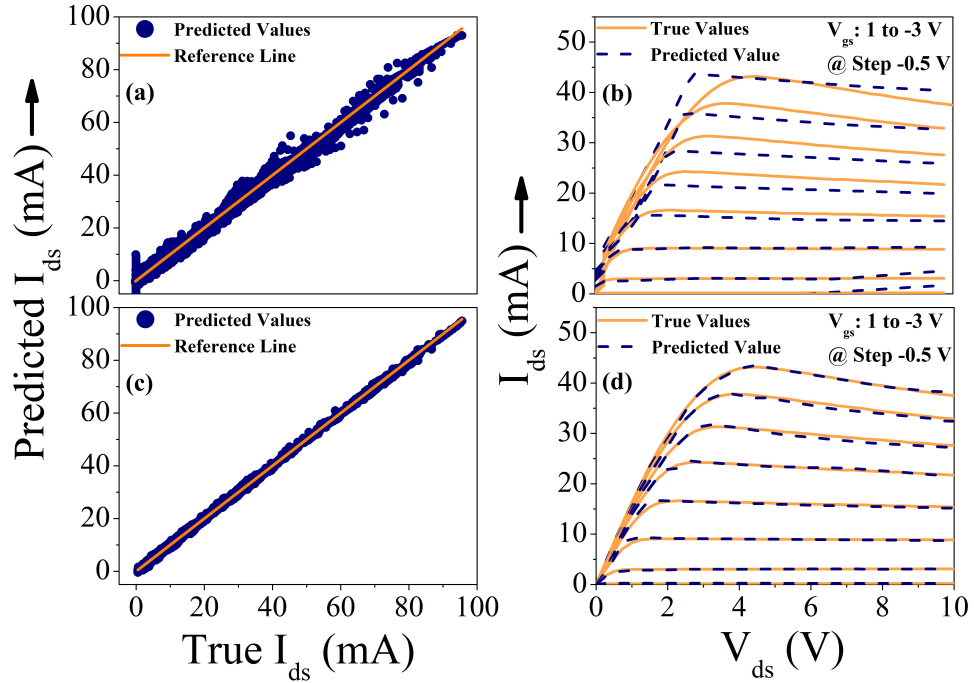 Predicted I_ds (mA)
100
80
60
40
20
0
Predicted Values
Reference Line
(a)
I_ds (mA)
50
40
30
20
10
0
True Values
Predicted Value
V_gs: 1 to -3 V
@ Step -0.5 V
(b)
100
80
60
40
20
0
Predicted Values
Reference Line
(c)
0 20 40 60 80 100
True I_ds (mA)
50
40
30
20
10
0
True Values
Predicted Value
V_gs: 1 to -3 V
@ Step -0.5 V
(d)
0 2 4 6 8 10
V_ds (V)